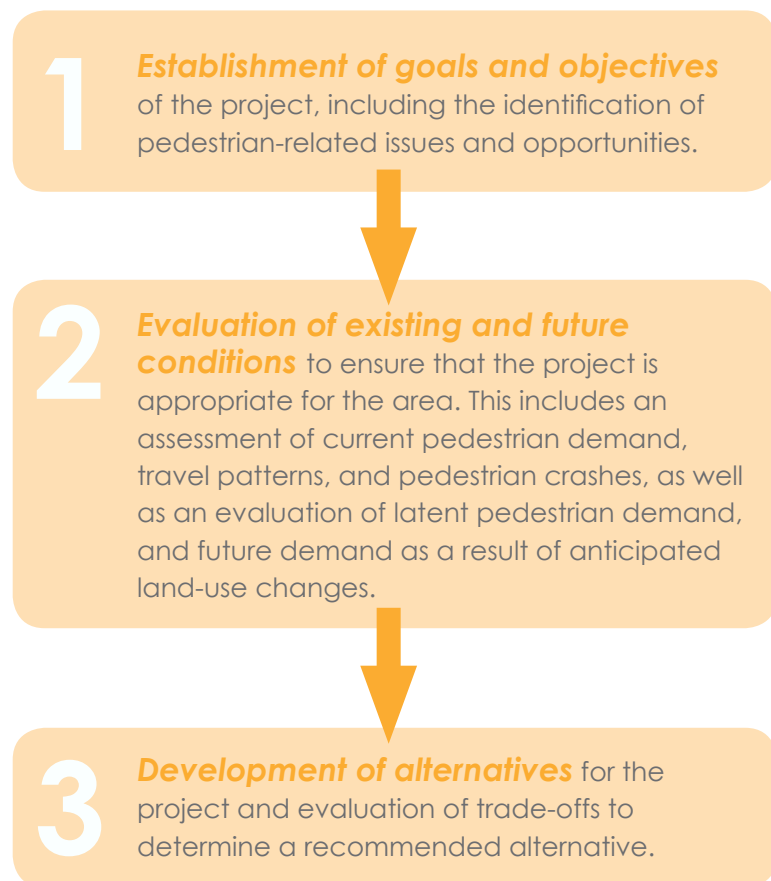 1
Establishment of goals and objectives
of the project, including the identification of
pedestrian-related issues and opportunities.
2
Evaluation of existing and future
conditions to ensure that the project is
appropriate for the area. This includes an
assessment of current pedestrian demand,
travel patterns, and pedestrian crashes, as well
as an evaluation of latent pedestrian demand,
and future demand as a result of anticipated
land-use changes.
3
Development of alternatives for the
project and evaluation of trade-offs to
determine a recommended alternative.